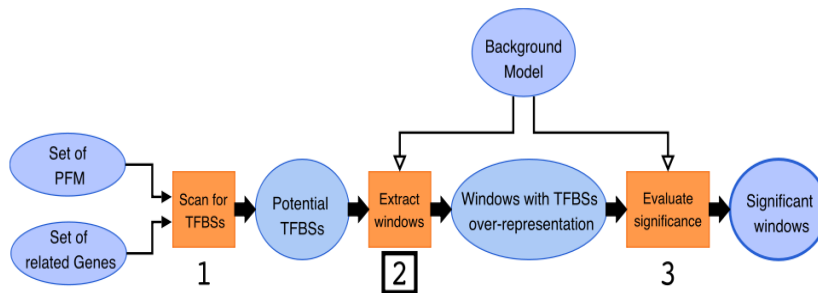 Background
Model
Set of
PFM
Set of
related Genes
Scan for
TFBSs
Potential
TFBSs
Extract
windows
Windows with TFBSs
over-representation
Evaluate
significance
Significant
windows
1
2
3